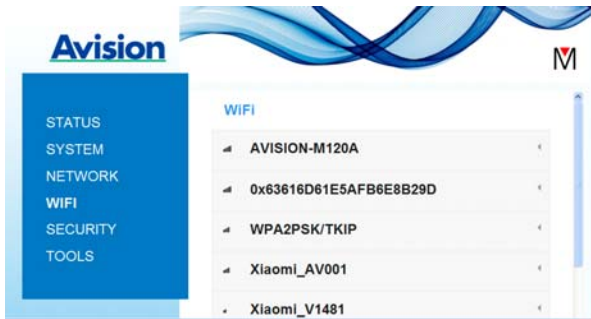 Avision
M
STATUS
SYSTEM
NETWORK
WIFI
SECURITY
TOOLS
WiFi
AVISION-M120A
0x63616D61E5AFB6E8B29D
WPA2PSK/TKIP
Xiaomi_AV001
Xiaomi_V1481